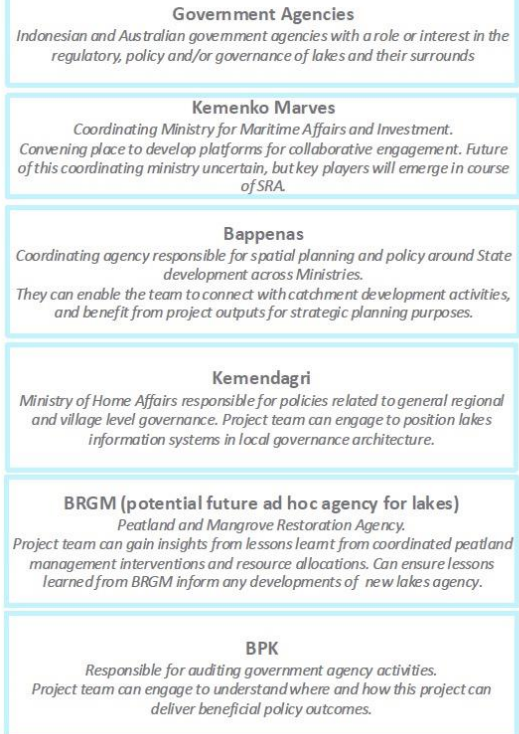 Government Agencies
Indonesian and Australian government agencies with a role or interest in the
regulatory, policy and/or governance of lakes and their surrounds
Kemenko Marves
Coordinating Ministry for Maritime Affairs and Investment.
Convening place to develop platforms for collaborative engagement. Future
of this coordinating ministry uncertain, but key players will emerge in course
of SRA.
Bappenas
Coordinating agency responsible for spatial planning and policy around State
development across Ministries.
They can enable the team to connect with catchment development activities,
and benefit from project outputs for strategic planning purposes.
Kemendagri
Ministry of Home Affairs responsible for policies related to general regional
and village level governance. Project team can engage to position lakes
information systems in local governance architecture.
BRGM (potential future ad hoc agency for lakes)
Peatland and Mangrove Restoration Agency.
Project team can gain insights from lessons learnt from coordinated peatland
management interventions and resource allocations. Can ensure lessons
learned from BRGM inform any developments of new lakes agency.
BPK
Responsible for auditing government agency activities.
Project team can engage to understand where and how this project can
deliver beneficial policy outcomes.